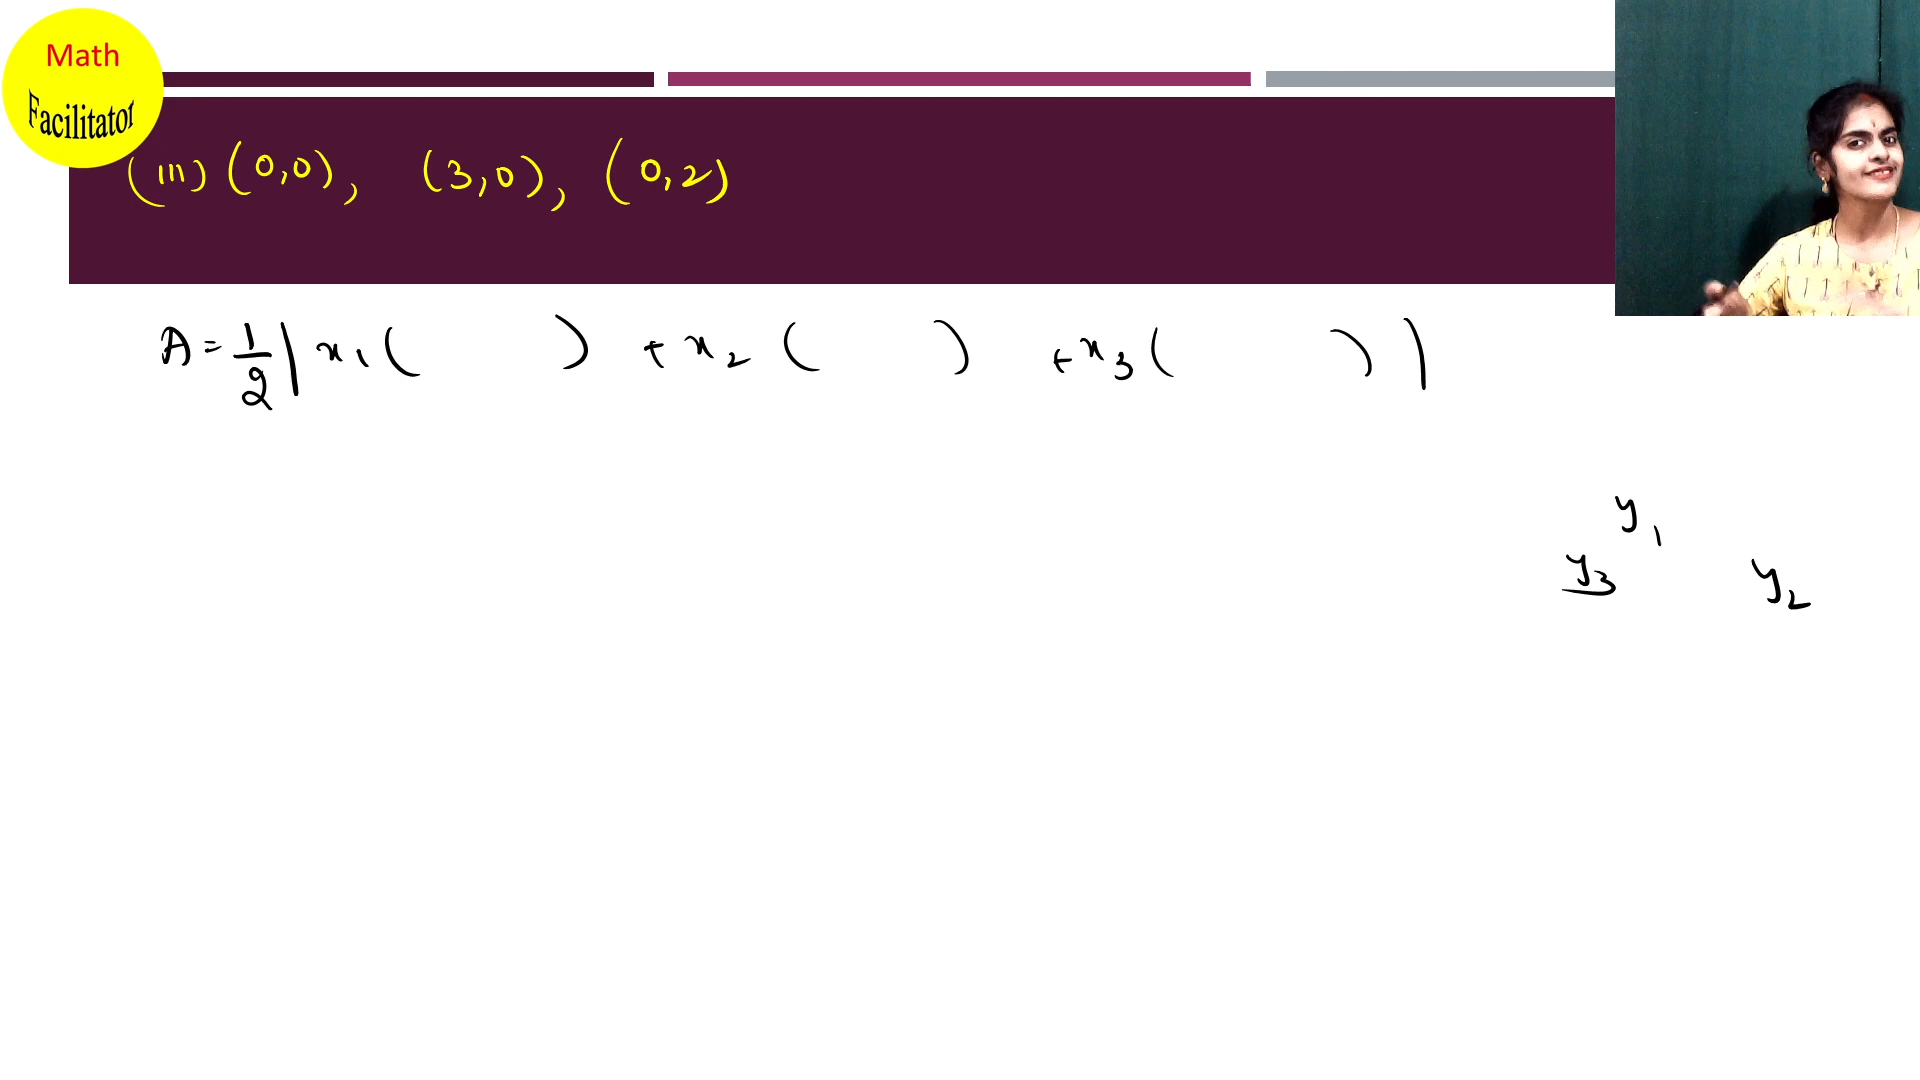 Math
Facilitator
(III) (0,0), (3,0), (0,2)
A = 1/2 | x₁ ( ) + x₂ ( ) + x₃ ( ) |
y₁
y₃ y₂